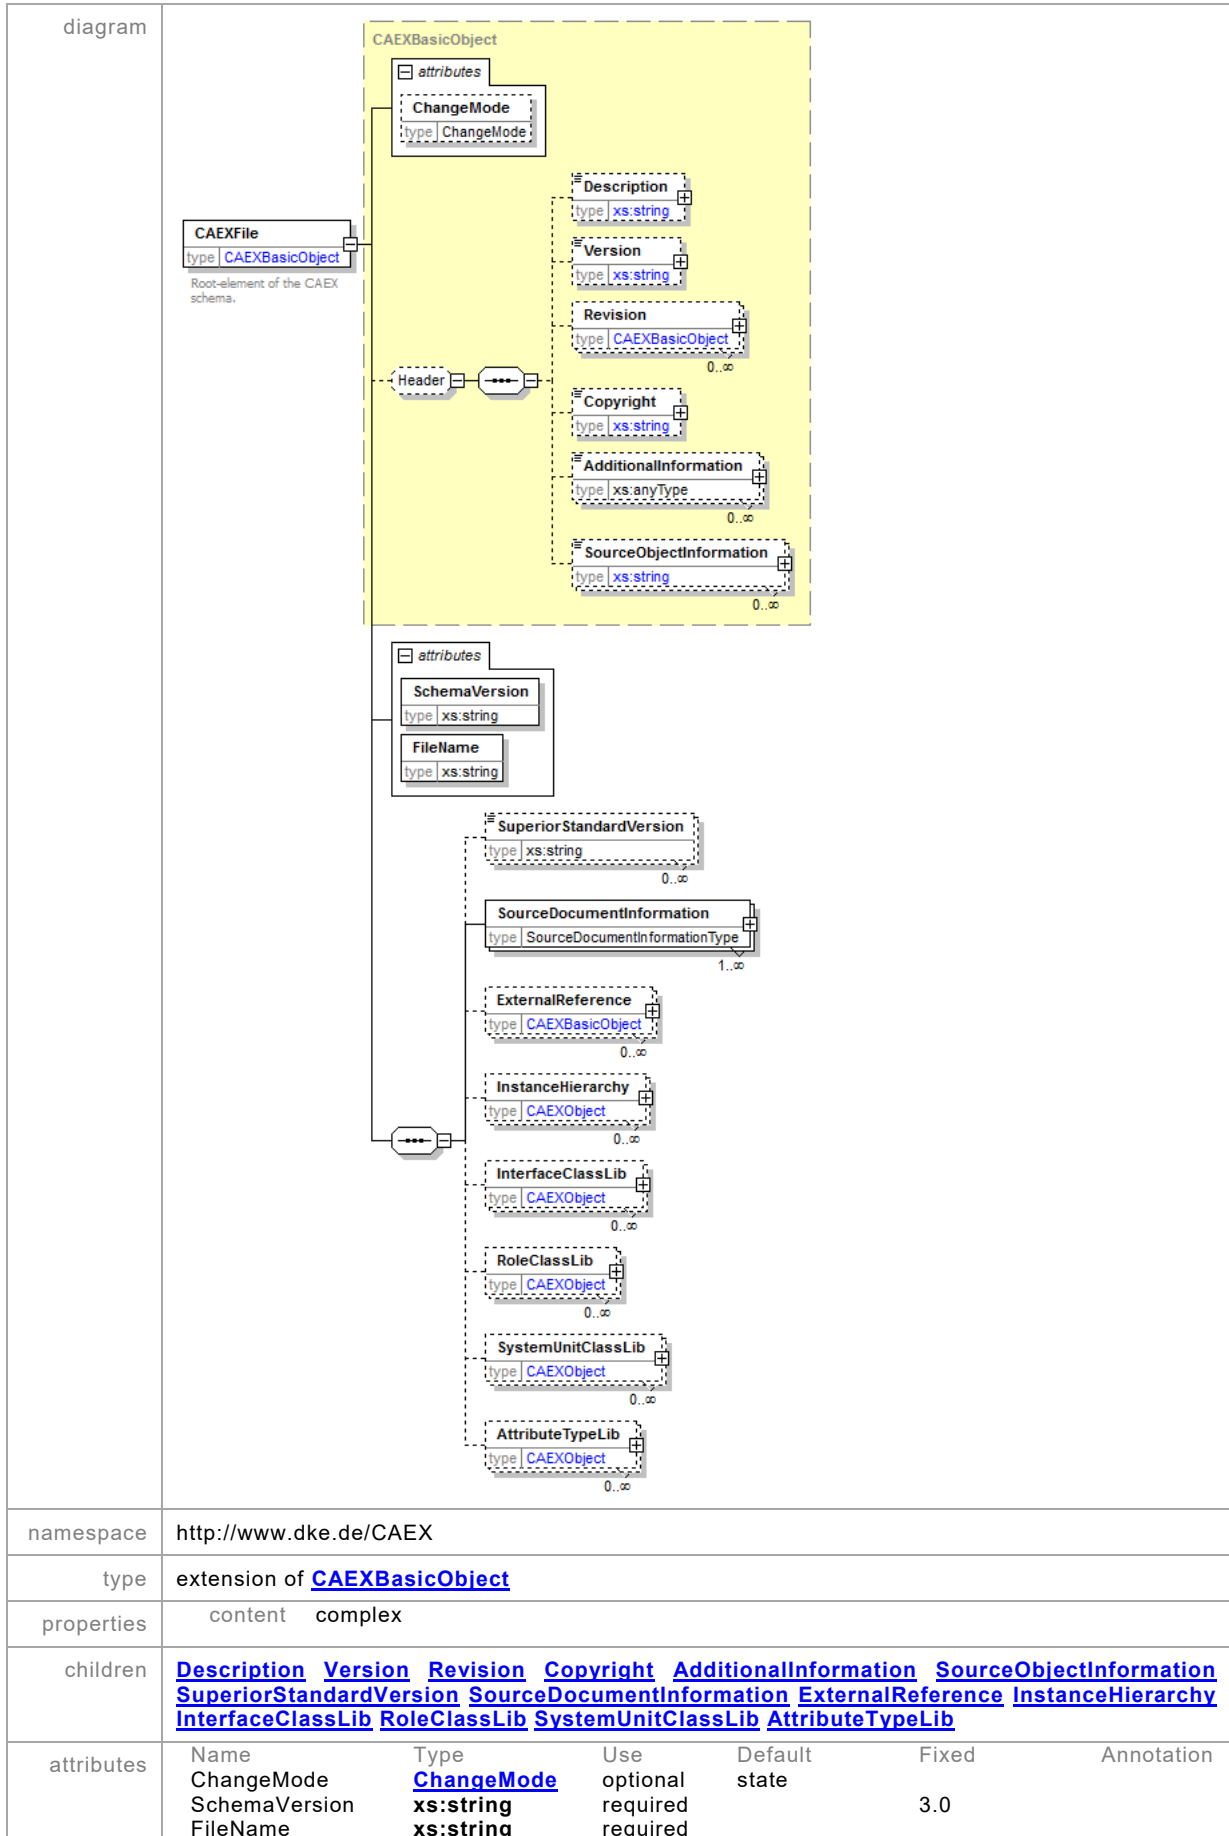 diagram
CAEXBasicObject
attributes
ChangeMode
type ChangeMode
Description
type xs:string
CAEXFile
type CAEXBasicObject
Root-element of the CAEX
schema.
Version
type xs:string
Revision
type CAEXBasicObject
0..∞
Header
Copyright
type xs:string
AdditionalInformation
type xs:anyType
0..∞
SourceObjectInformation
type xs:string
0..∞
attributes
SchemaVersion
type xs:string
FileName
type xs:string
SuperiorStandardVersion
type xs:string
0..∞
SourceDocumentInformation
type SourceDocumentInformationType
1..∞
ExternalReference
type CAEXBasicObject
0..∞
InstanceHierarchy
type CAEXObject
0..∞
InterfaceClassLib
type CAEXObject
0..∞
RoleClassLib
type CAEXObject
0..∞
SystemUnitClassLib
type CAEXObject
0..∞
AttributeTypeLib
type CAEXObject
0..∞
namespace http://www.dke.de/CAEX
type extension of CAEXBasicObject
properties content complex
children Description Version Revision Copyright AdditionalInformation SourceObjectInformation
SuperiorStandardVersion SourceDocumentInformation ExternalReference InstanceHierarchy
InterfaceClassLib RoleClassLib SystemUnitClassLib AttributeTypeLib
attributes Name Type Use Default Fixed Annotation
ChangeMode ChangeMode optional state
SchemaVersion xs:string required 3.0
FileName xs:string required